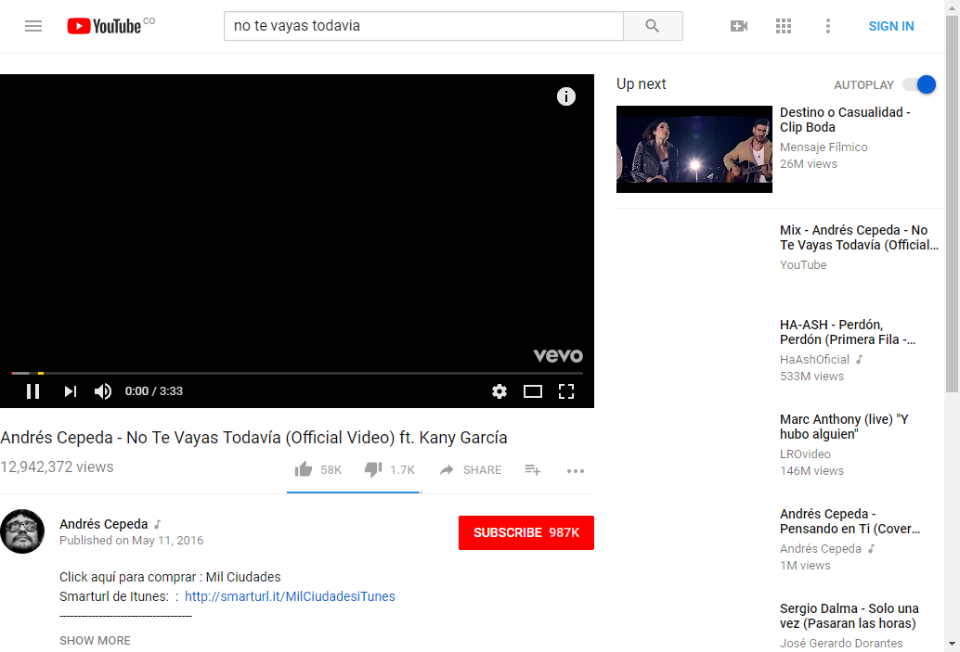 YouTube CO
no te vayas todavia
SIGN IN
vevo
0:00 / 3:33
Andrés Cepeda - No Te Vayas Todavía (Official Video) ft. Kany García
12,942,372 views
58K
1.7K
SHARE
Andrés Cepeda
Published on May 11, 2016
SUBSCRIBE 987K
Click aquí para comprar : Mil Ciudades
Smarturl de Itunes: : http://smarturl.it/MilCiudadesiTunes
-------------------------------------
SHOW MORE
Up next
AUTOPLAY
Destino o Casualidad -
Clip Boda
Mensaje Fílmico
26M views
Mix - Andrés Cepeda - No
Te Vayas Todavía (Official...
YouTube
HA-ASH - Perdón,
Perdón (Primera Fila -...
HaAshOficial
533M views
Marc Anthony (live) "Y
hubo alguien"
LROvideo
146M views
Andrés Cepeda -
Pensando en Ti (Cover...
Andrés Cepeda
1M views
Sergio Dalma - Solo una
vez (Pasaran las horas)
José Gerardo Dorantes